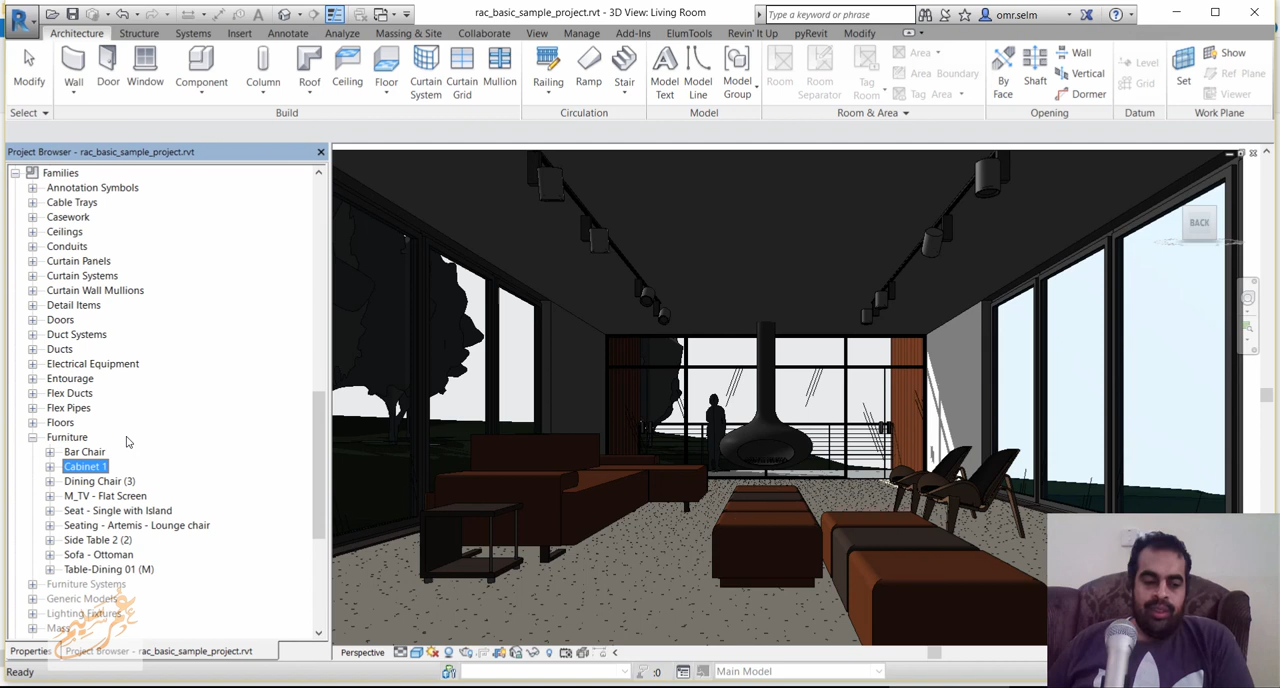 rac_basic_sample_project.rvt - 3D View: Living Room
Type a keyword or phrase
omr.selm
Architecture Structure Systems Insert Annotate Analyze Massing & Site Collaborate View Manage Add-Ins ElumTools Revin' It Up pyRevit Modify
Modify Wall Door Window Component Column Roof Ceiling Floor Curtain System Curtain Grid Mullion Railing Ramp Stair Model Text Model Line Model Group Room Room Separator Tag Room Area Area Boundary Tag Area By Face Shaft Wall Vertical Dormer Level Grid Set Show Ref Plane Viewer
Select Build Circulation Model Room & Area Opening Datum Work Plane
Project Browser - rac_basic_sample_project.rvt
Families
Annotation Symbols
Cable Trays
Casework
Ceilings
Conduits
Curtain Panels
Curtain Systems
Curtain Wall Mullions
Detail Items
Doors
Duct Systems
Ducts
Electrical Equipment
Entourage
Flex Ducts
Flex Pipes
Floors
Furniture
Bar Chair
Cabinet 1
Dining Chair (3)
M_TV - Flat Screen
Seat - Single with Island
Seating - Artemis - Lounge chair
Side Table 2 (2)
Sofa - Ottoman
Table-Dining 01 (M)
Furniture Systems
Generic Models
Lighting Fixtures
Mass
BACK
Properties Project Browser - rac_basic_sample_project.rvt
Perspective
Ready
:0
Main Model